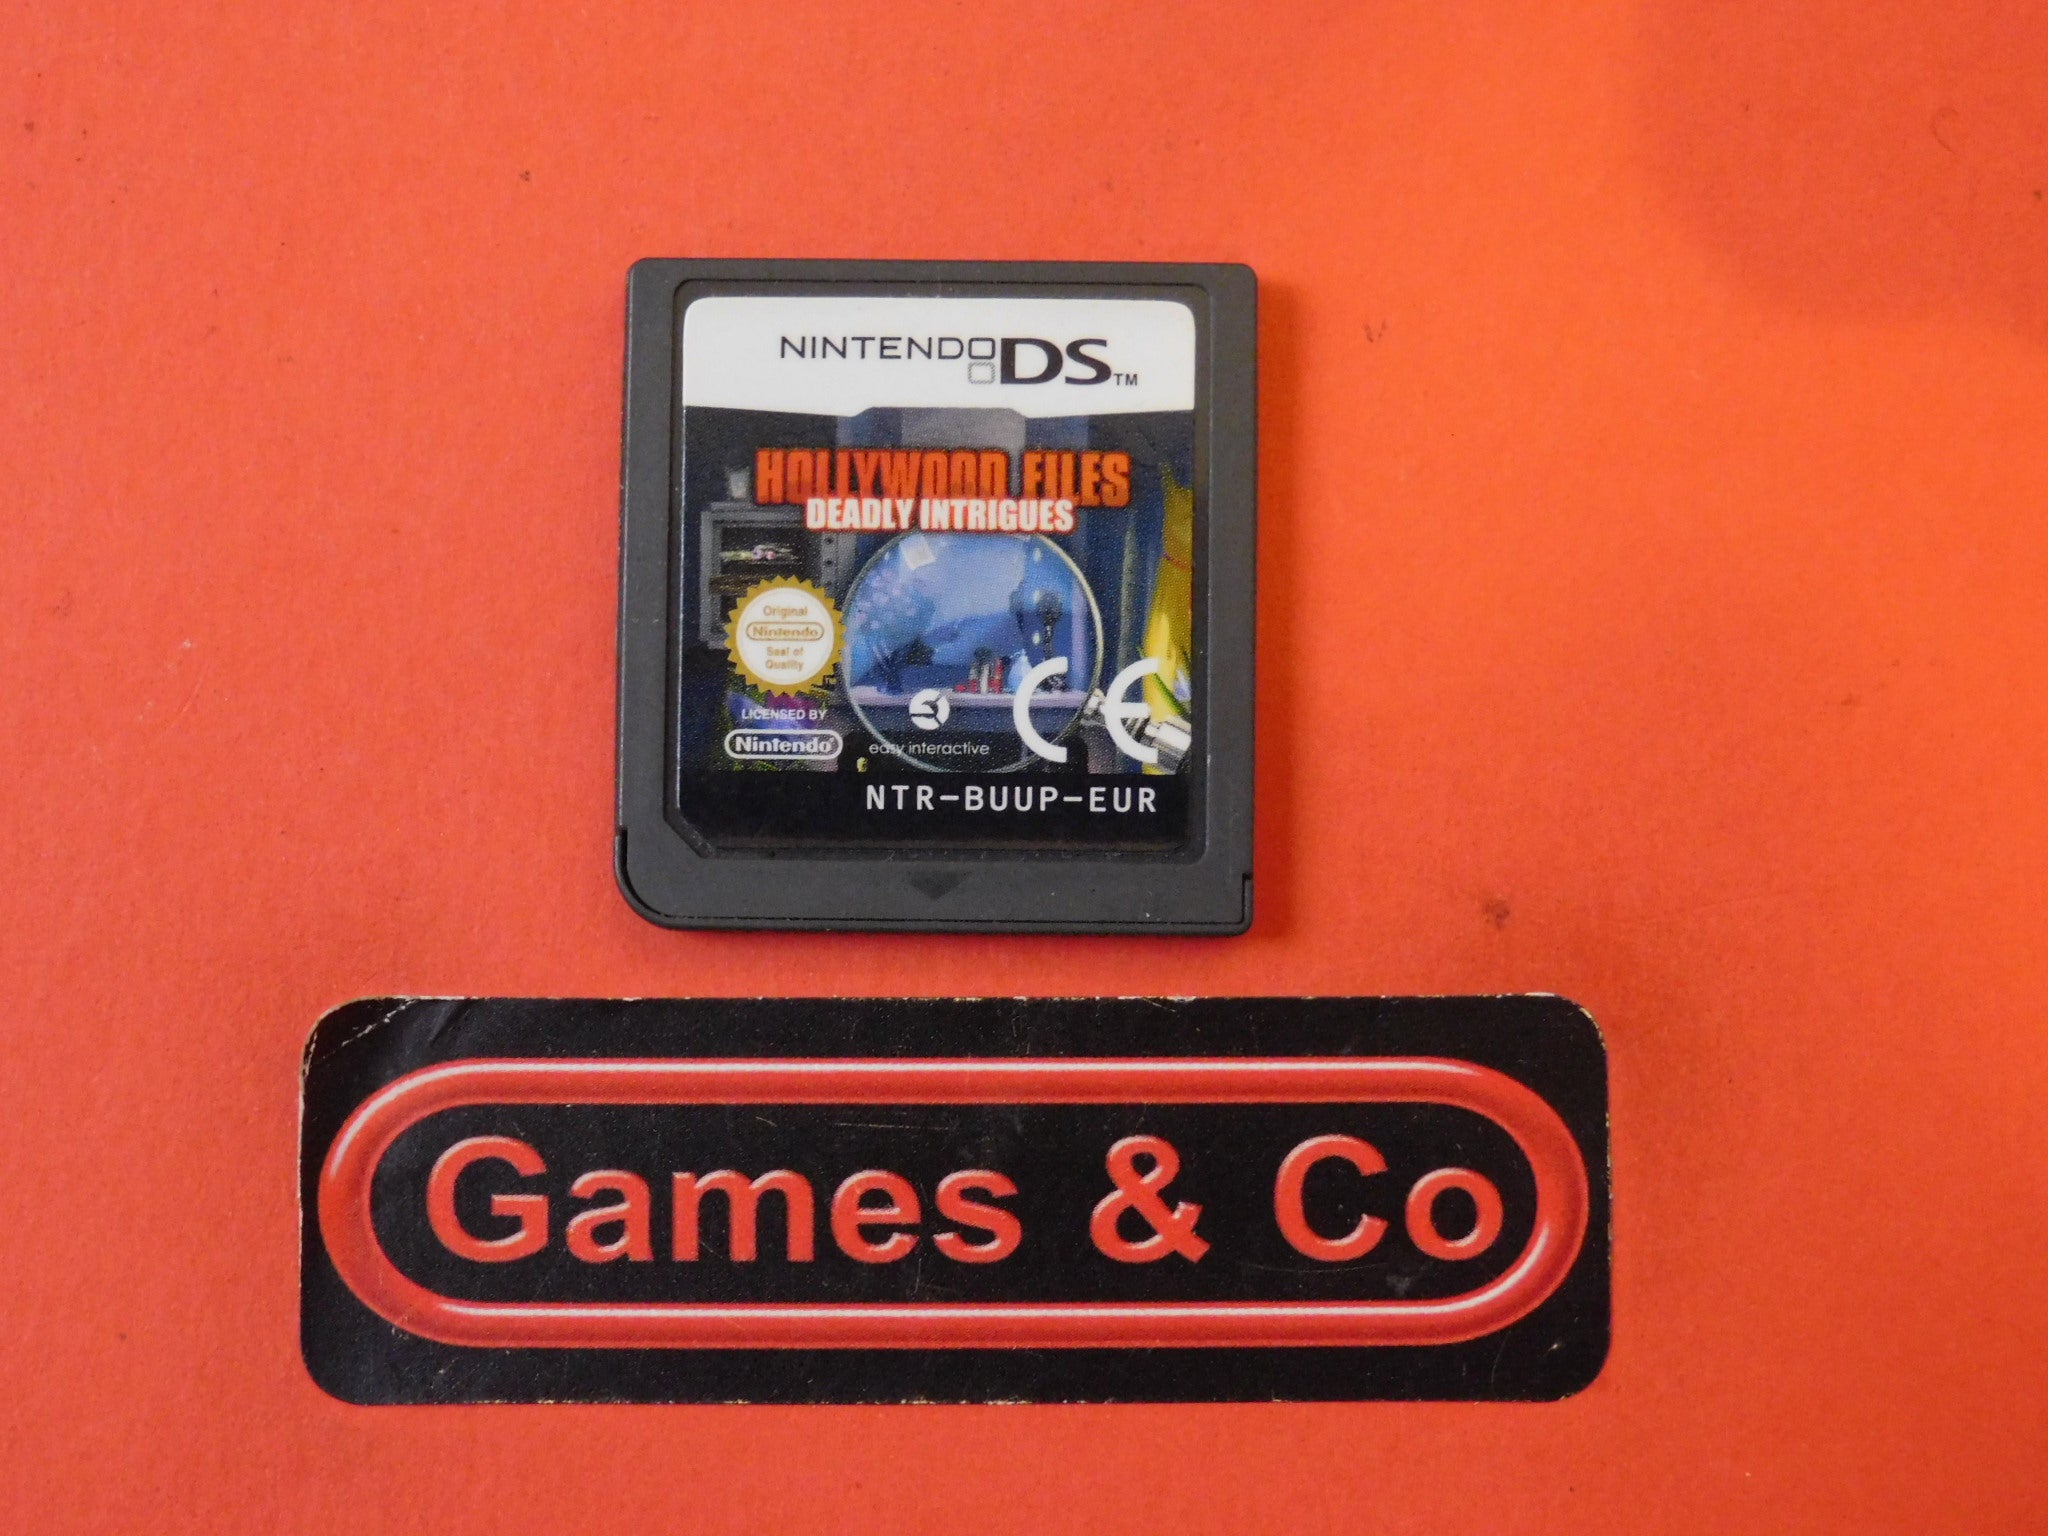 NINTENDO DS™
HOLLYWOOD FILES
DEADLY INTRIGUES
Original
Nintendo
Seal of
Quality
TM
LICENSED BY
Nintendo®
easy interactive
CE
NTR-BUUP-EUR
Games & Co